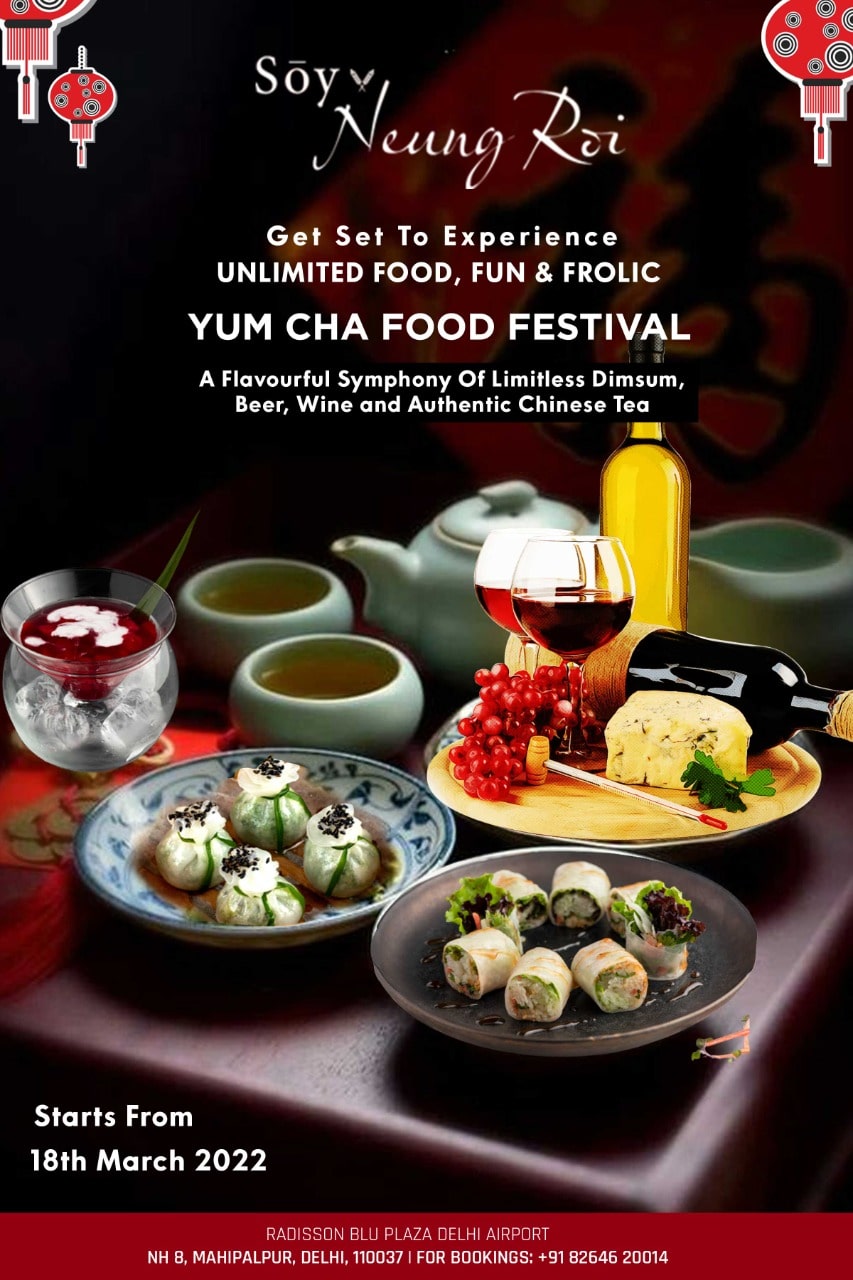 Sōy
Neung Roi
Get Set To Experience
UNLIMITED FOOD, FUN & FROLIC
YUM CHA FOOD FESTIVAL
A Flavourful Symphony Of Limitless Dimsum,
Beer, Wine and Authentic Chinese Tea
Starts From
18th March 2022
RADISSON BLU PLAZA DELHI AIRPORT
NH 8, MAHIPALPUR, DELHI, 110037 | FOR BOOKINGS: +91 82646 20014